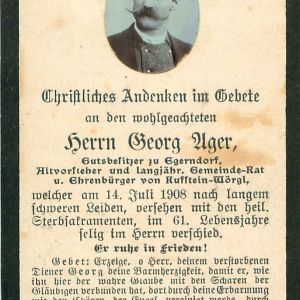 Christliches Andenken im Gebete
an den wohlgeachteten
Herrn Georg Ager,
Gutsbesitzer zu Egerndorf,
Altvorsteher und langjähr. Gemeinde-Rat
u. Ehrenbürger von Kufstein-Wörgl,
welcher am 14. Juli 1908 nach langem
schweren Leiden, versehen mit den heil.
Sterbsakramenten, im 61. Lebensjahre
selig im Herrn verschied.
Er ruhe in Frieden!
Gebet: Erzeige, o Herr, deinem verstorbenen
Diener Georg deine Barmherzigkeit, damit er, wie
ihn hier der wahre Glaube mit den Scharen der
Gläubigen verbunden hat, dort durch deine Erbarmung